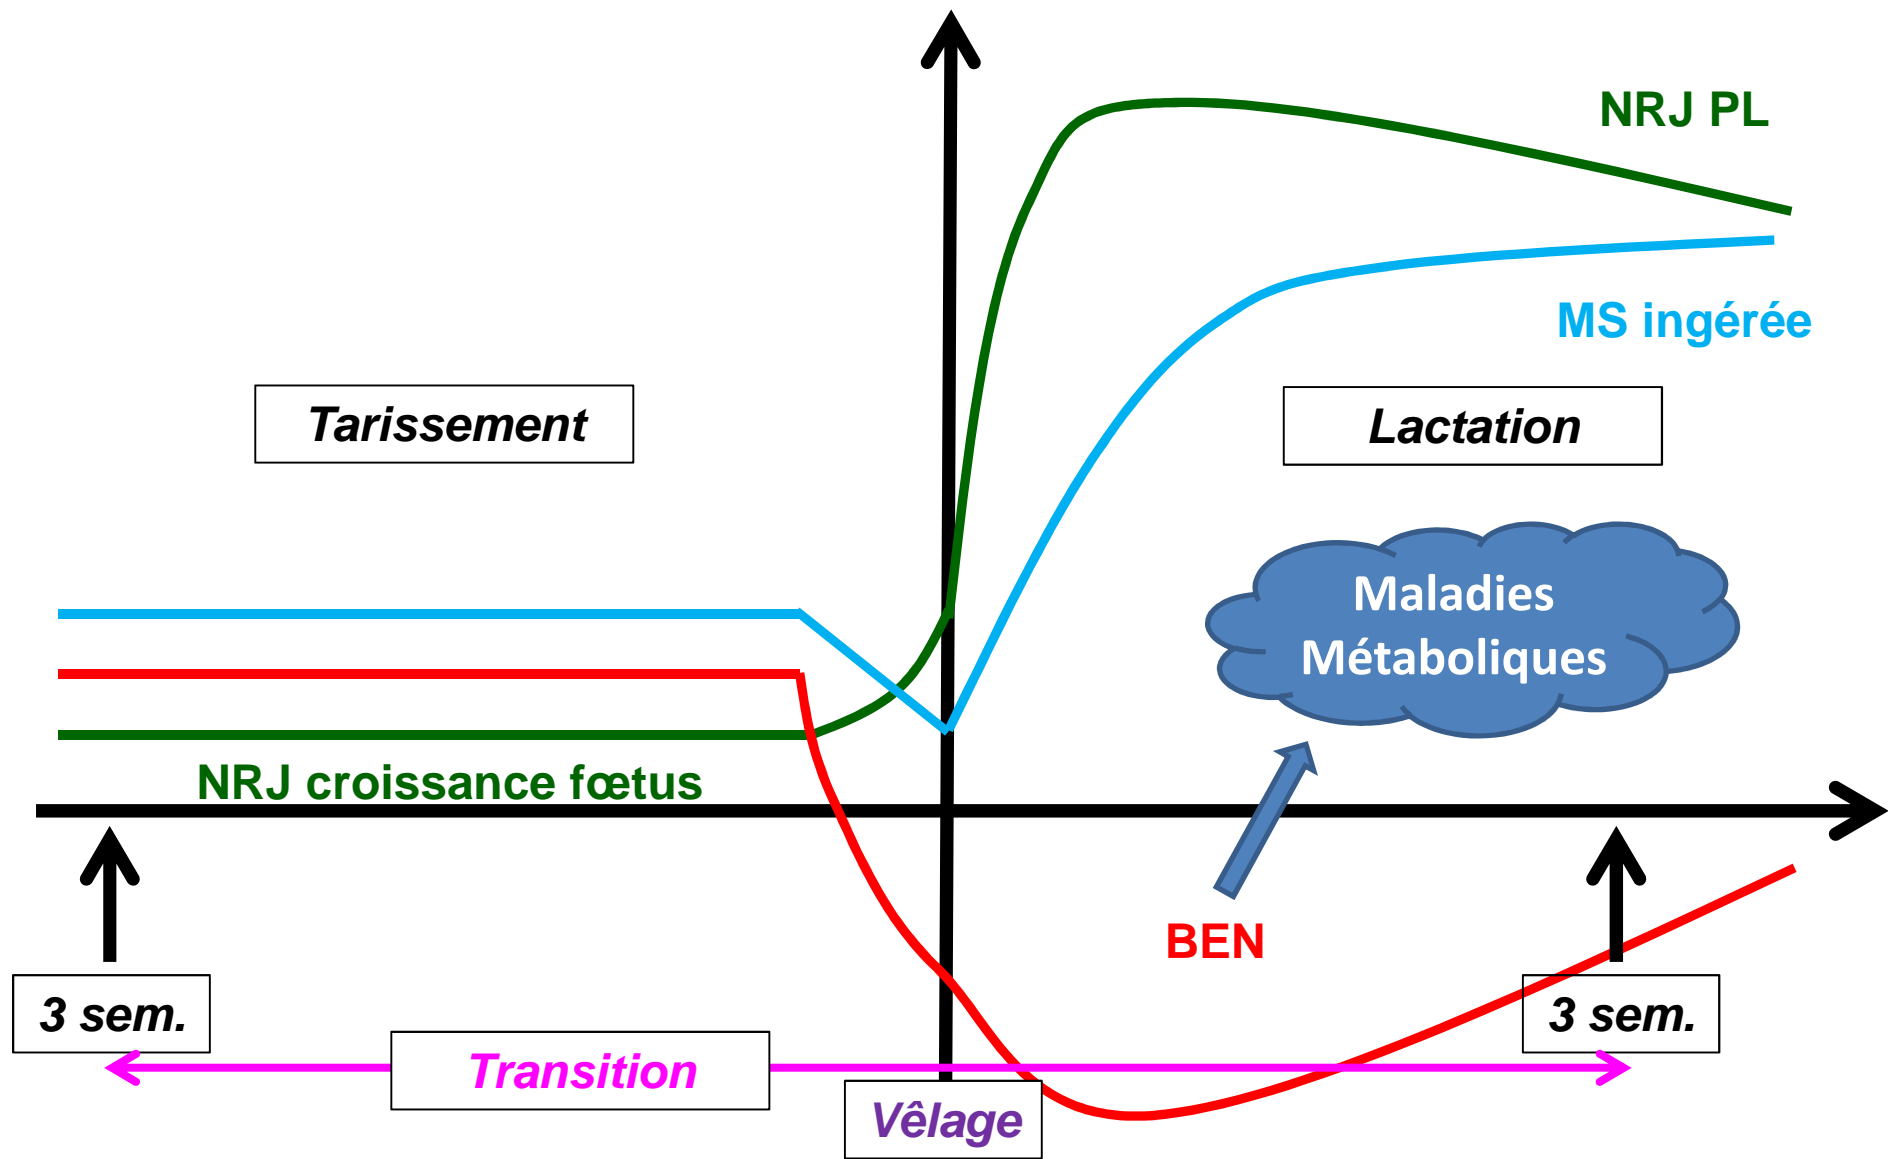 NRJ PL
MS ingérée
Tarissement
Lactation
Maladies
Métaboliques
NRJ croissance fœtus
BEN
3 sem.
3 sem.
Transition
Vêlage